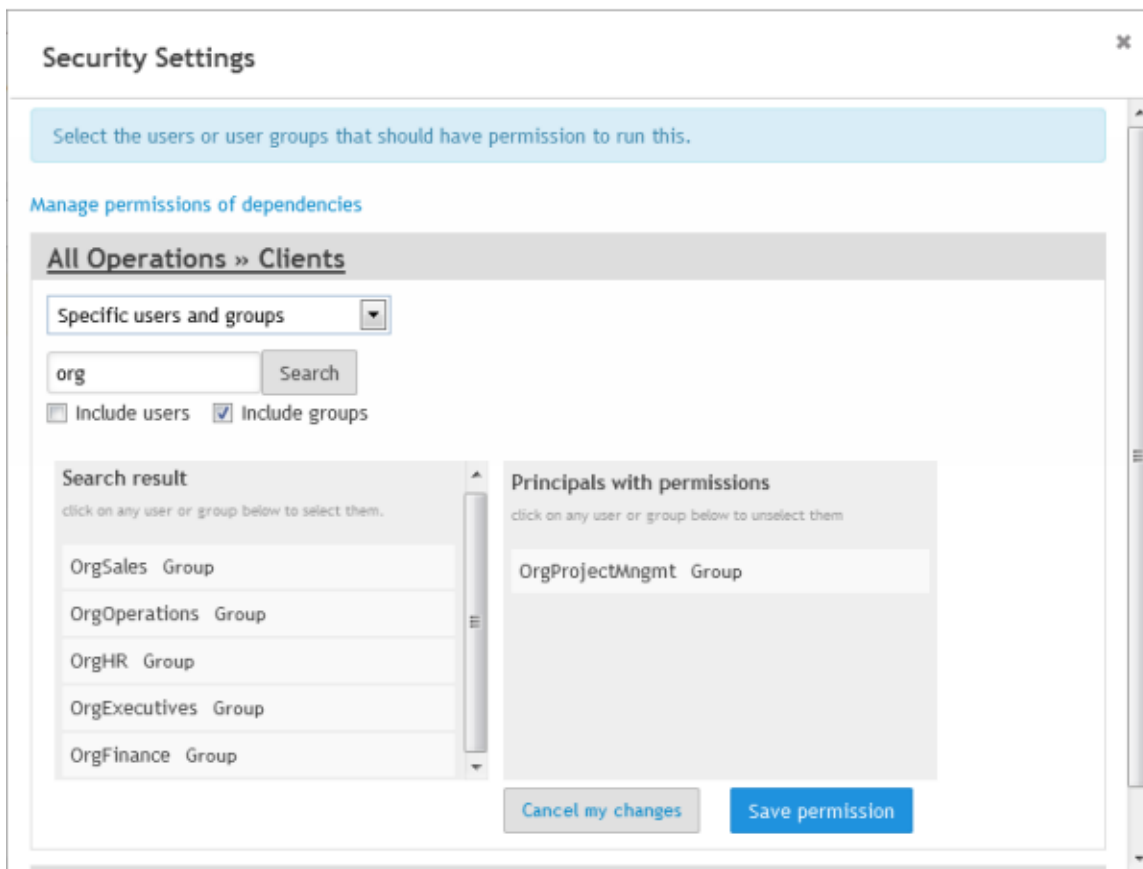 Security Settings
Select the users or user groups that should have permission to run this.
Manage permissions of dependencies
All Operations » Clients
Specific users and groups
org Search
Include users Include groups
Search result
click on any user or group below to select them.
OrgSales Group
OrgOperations Group
OrgHR Group
OrgExecutives Group
OrgFinance Group
Principals with permissions
click on any user or group below to unselect them
OrgProjectMngmt Group
Cancel my changes Save permission